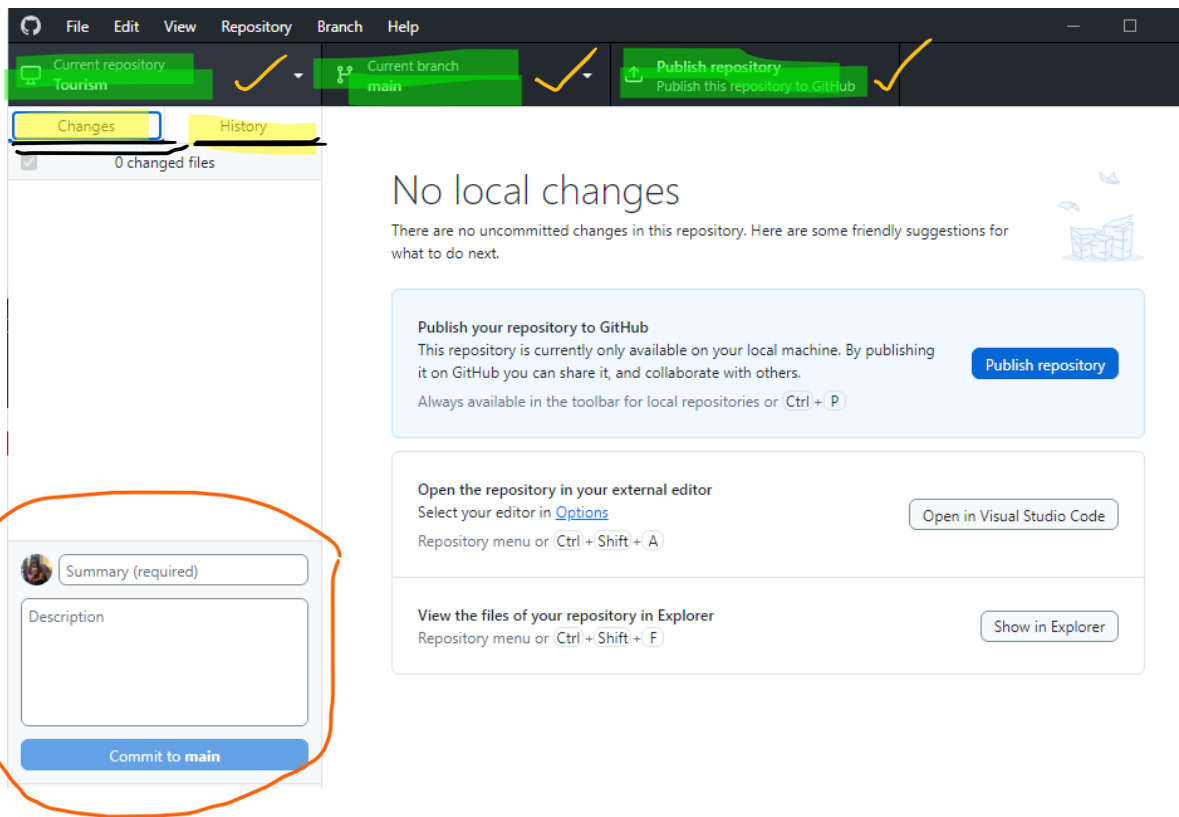 File Edit View Repository Branch Help
Current repository
Tourism
Current branch
main
Publish repository
Publish this repository to GitHub
Changes History
0 changed files
No local changes
There are no uncommitted changes in this repository. Here are some friendly suggestions for
what to do next.
Publish your repository to GitHub
This repository is currently only available on your local machine. By publishing
it on GitHub you can share it, and collaborate with others.
Always available in the toolbar for local repositories or Ctrl + P
Publish repository
Open the repository in your external editor
Select your editor in Options
Repository menu or Ctrl + Shift + A
Open in Visual Studio Code
View the files of your repository in Explorer
Repository menu or Ctrl + Shift + F
Show in Explorer
Summary (required)
Description
Commit to main